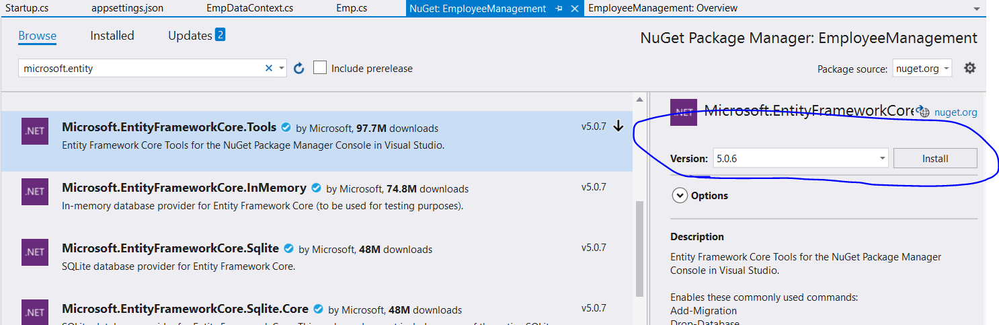 Startup.cs appsettings.json EmpDataContext.cs Emp.cs NuGet: EmployeeManagement EmployeeManagement: Overview
Browse Installed Updates 2
NuGet Package Manager: EmployeeManagement
microsoft.entity Include prerelease
Package source: nuget.org
.NET Microsoft.EntityFrameworkCore.Tools by Microsoft, 97.7M downloads v5.0.7
Entity Framework Core Tools for the NuGet Package Manager Console in Visual Studio.
.NET Microsoft.EntityFrameworkCore.InMemory by Microsoft, 74.8M downloads v5.0.7
In-memory database provider for Entity Framework Core (to be used for testing purposes).
.NET Microsoft.EntityFrameworkCore.Sqlite by Microsoft, 48M downloads v5.0.7
SQLite database provider for Entity Framework Core.
.NET Microsoft.EntityFrameworkCore.Sqlite.Core by Microsoft, 48M downloads v5.0.7
.NET Microsoft.EntityFrameworkCore nuget.org
Version: 5.0.6 Install
Options
Description
Entity Framework Core Tools for the NuGet Package Manager
Console in Visual Studio.
Enables these commonly used commands:
Add-Migration
Drop-Database